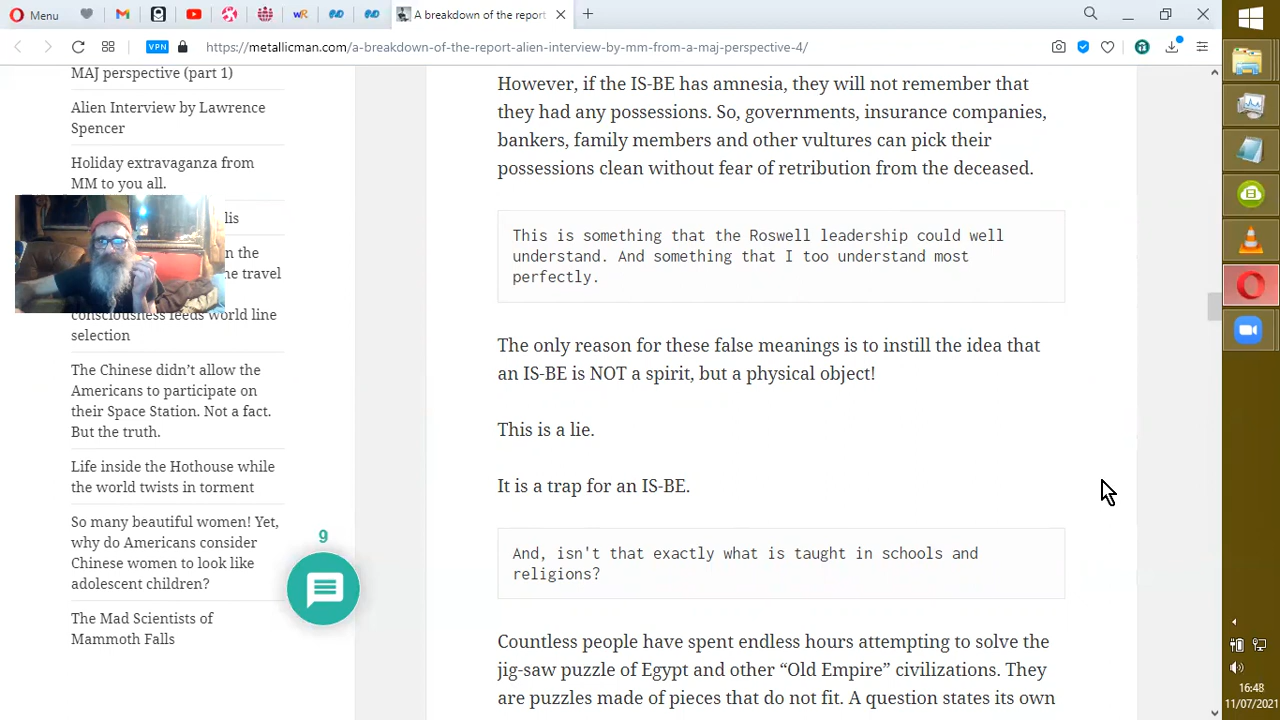 Menu
A breakdown of the report
VPN
https://metallicman.com/a-breakdown-of-the-report-alien-interview-by-mm-from-a-maj-perspective-4/
MAJ perspective (part 1)
Alien Interview by Lawrence
Spencer
Holiday extravaganza from
MM to you all.
lis
n the
ne travel
consciousness feeds world line
selection
The Chinese didn’t allow the
Americans to participate on
their Space Station. Not a fact.
But the truth.
Life inside the Hothouse while
the world twists in torment
So many beautiful women! Yet,
why do Americans consider
Chinese women to look like
adolescent children?
The Mad Scientists of
Mammoth Falls
9
However, if the IS-BE has amnesia, they will not remember that
they had any possessions. So, governments, insurance companies,
bankers, family members and other vultures can pick their
possessions clean without fear of retribution from the deceased.
This is something that the Roswell leadership could well
understand. And something that I too understand most
perfectly.
The only reason for these false meanings is to instill the idea that
an IS-BE is NOT a spirit, but a physical object!
This is a lie.
It is a trap for an IS-BE.
And, isn't that exactly what is taught in schools and
religions?
Countless people have spent endless hours attempting to solve the
jig-saw puzzle of Egypt and other “Old Empire” civilizations. They
are puzzles made of pieces that do not fit. A question states its own
16:48
11/07/2021